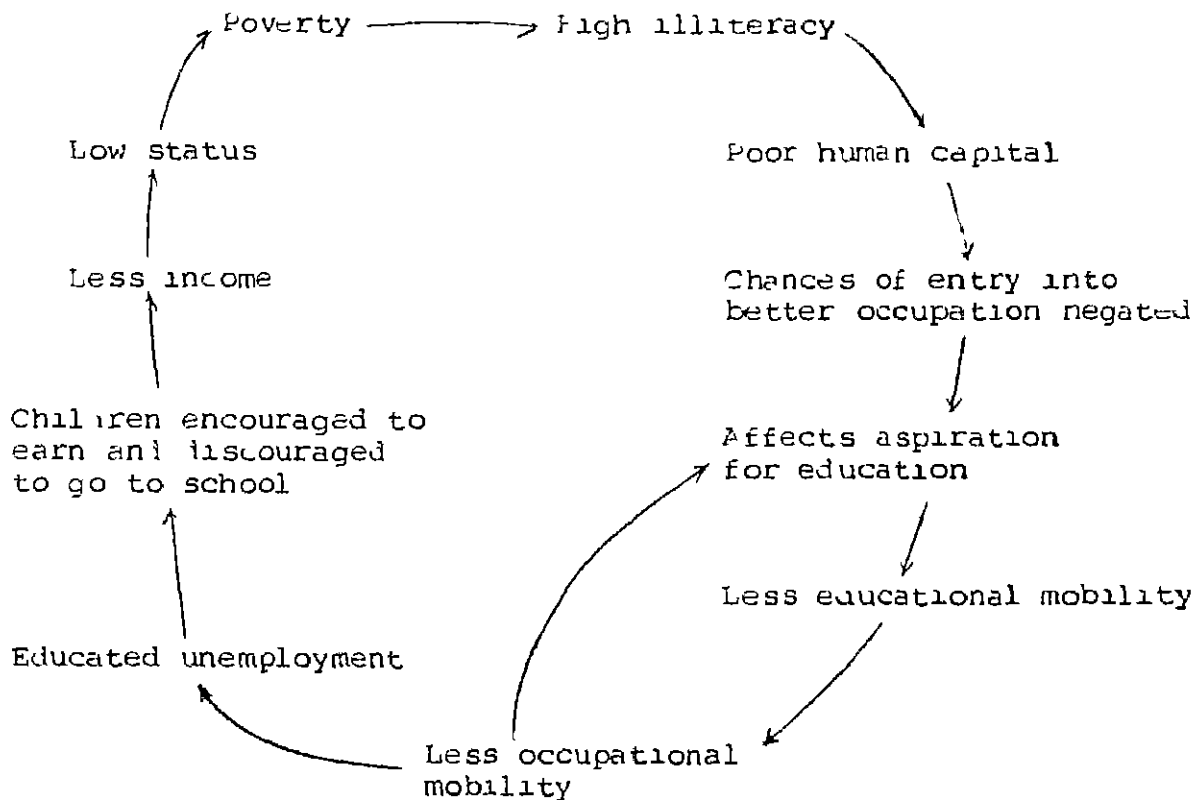 Poverty
High illiteracy
Low status
Poor human capital
Less income
Chances of entry into
better occupation negated
Children encouraged to
earn and discouraged
to go to school
Affects aspiration
for education
Less educational mobility
Educated unemployment
Less occupational
mobility